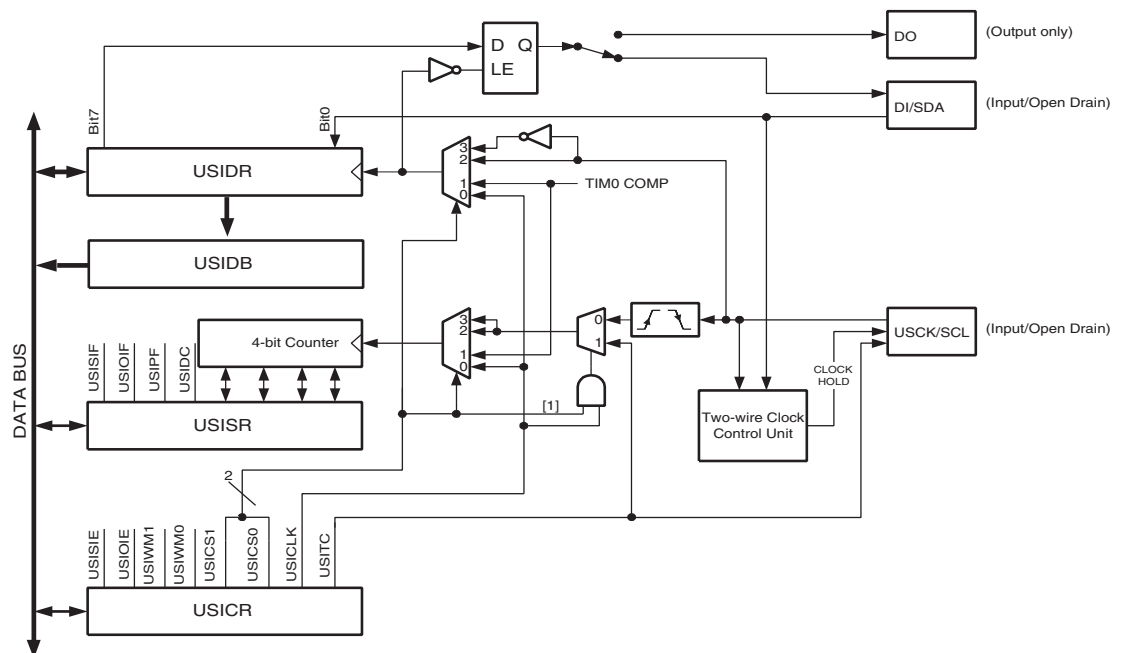 D Q
LE
DO
(Output only)
DI/SDA
(Input/Open Drain)
Bit7
Bit0
USIDR
3
2
1
0
TIM0 COMP
USIDB
DATA BUS
4-bit Counter
3
2
1
0
0
1
USCK/SCL
(Input/Open Drain)
CLOCK
HOLD
USISIF
USIOIF
USIPF
USIDC
USISR
[1]
Two-wire Clock
Control Unit
2
USISIE
USIOIE
USIWM1
USIWM0
USICS1
USICS0
USICLK
USITC
USICR